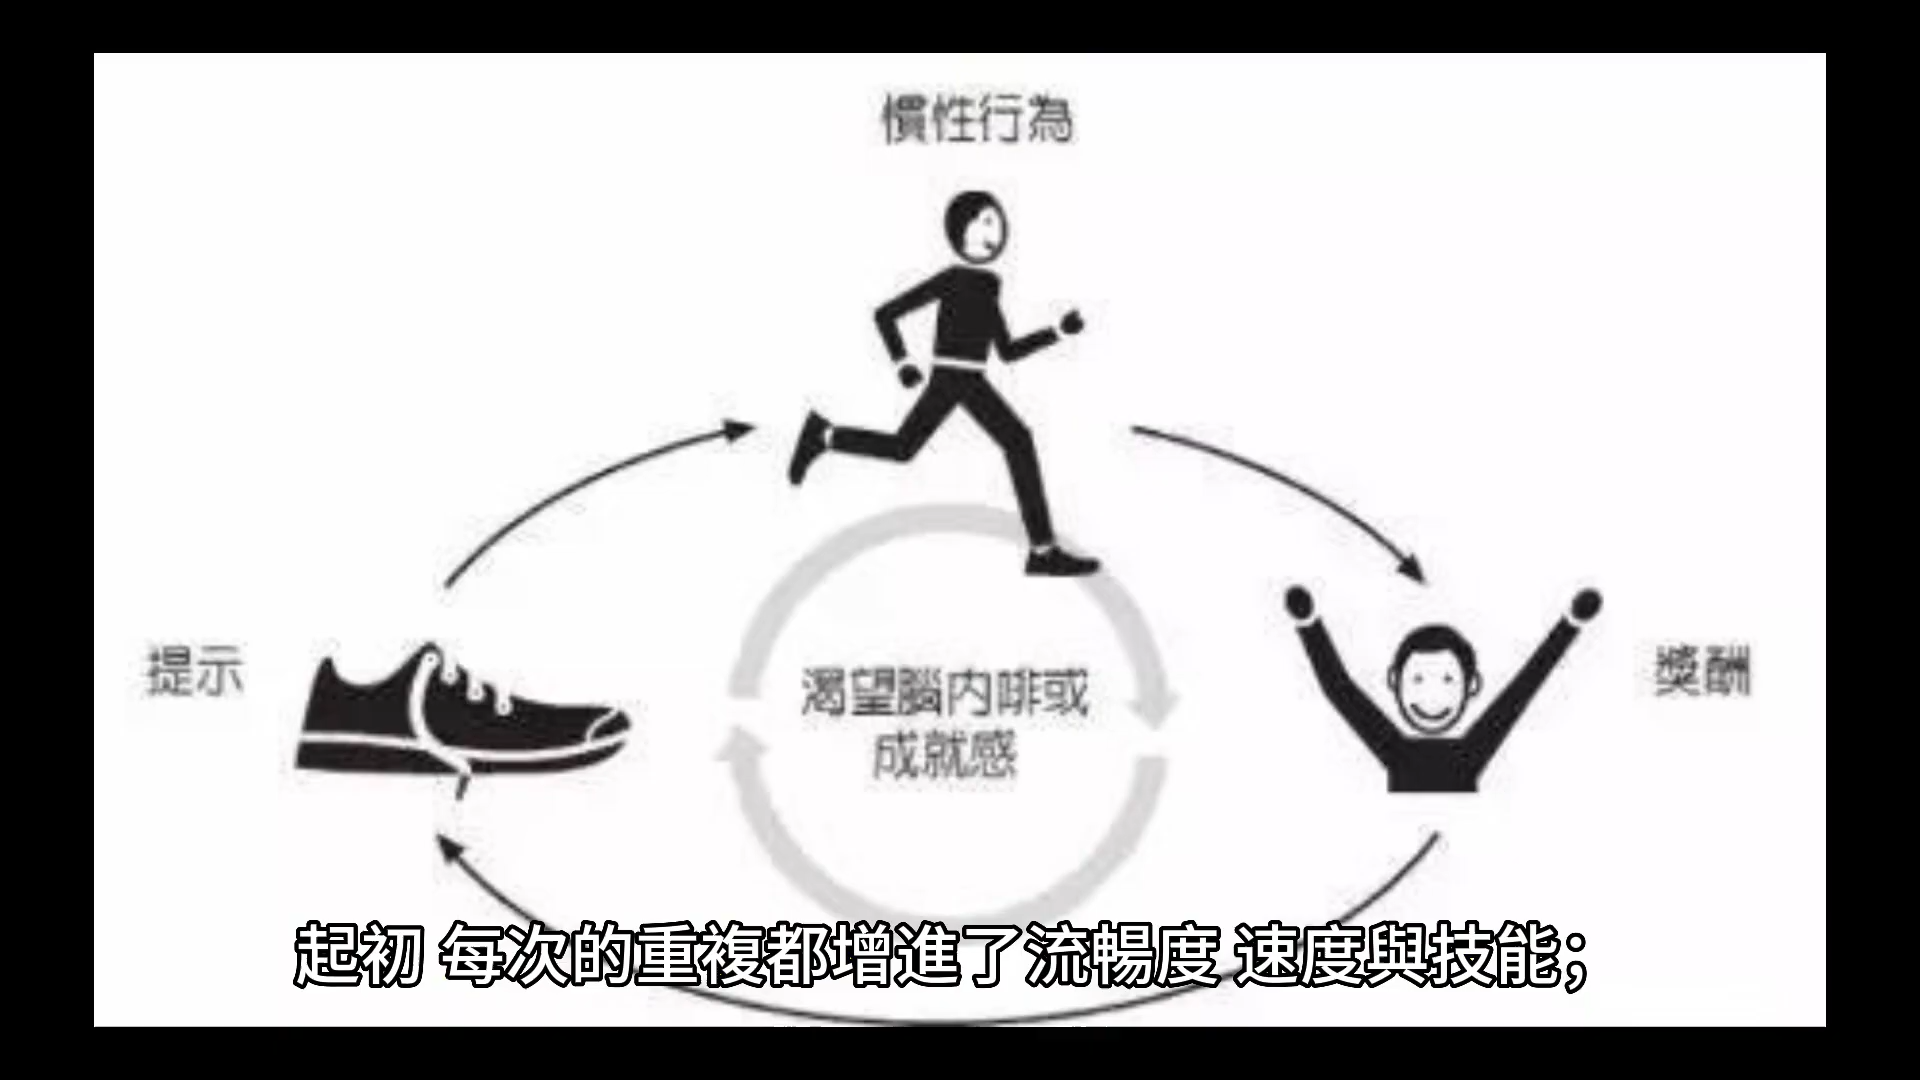 慣性行為
提示
渴望腦內啡或
成就感
獎酬
起初 每次的重複都增進了流暢度 速度與技能;